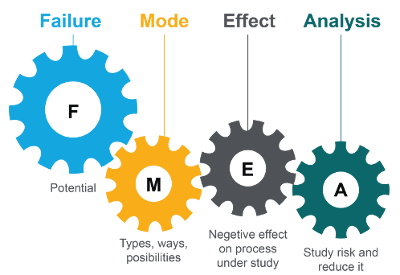 Failure Mode Effect Analysis
F
M
E
A
Potential
Types, ways,
posibilities
Negetive effect
on process
under study
Study risk and
reduce it